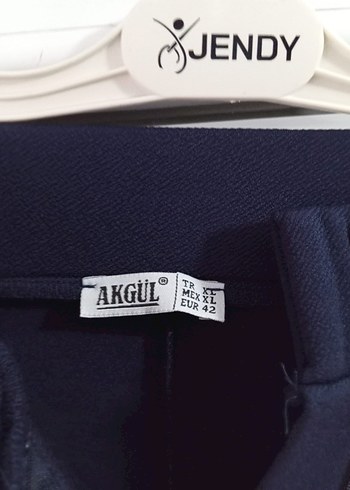 JENDY
AKGÜL®
TR XL
MEX XL
EUR 42